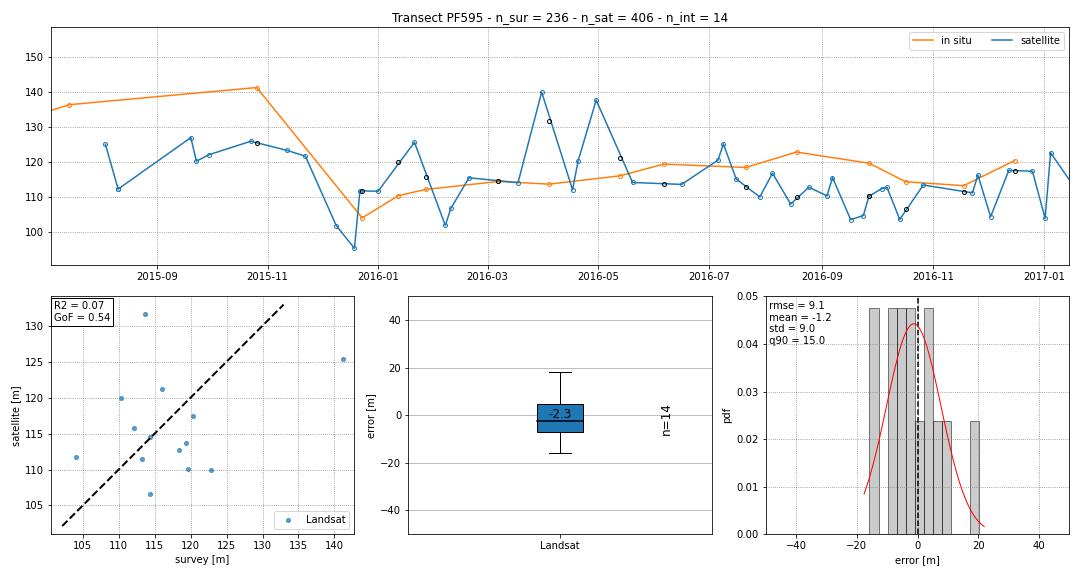 Transect PF595 - n_sur = 236 - n_sat = 406 - n_int = 14
in situ satellite
150
140
130
120
110
100
2015-09 2015-11 2016-01 2016-03 2016-05 2016-07 2016-09 2016-11 2017-01
R2 = 0.07
GoF = 0.54
130
125
120
115
110
105
satellite [m]
Landsat
105 110 115 120 125 130 135 140
survey [m]
40
20
0
−20
−40
error [m]
-2.3
n=14
Landsat
rmse = 9.1
mean = -1.2
std = 9.0
q90 = 15.0
0.05
0.04
0.03
0.02
0.01
0.00
pdf
−40 −20 0 20 40
error [m]